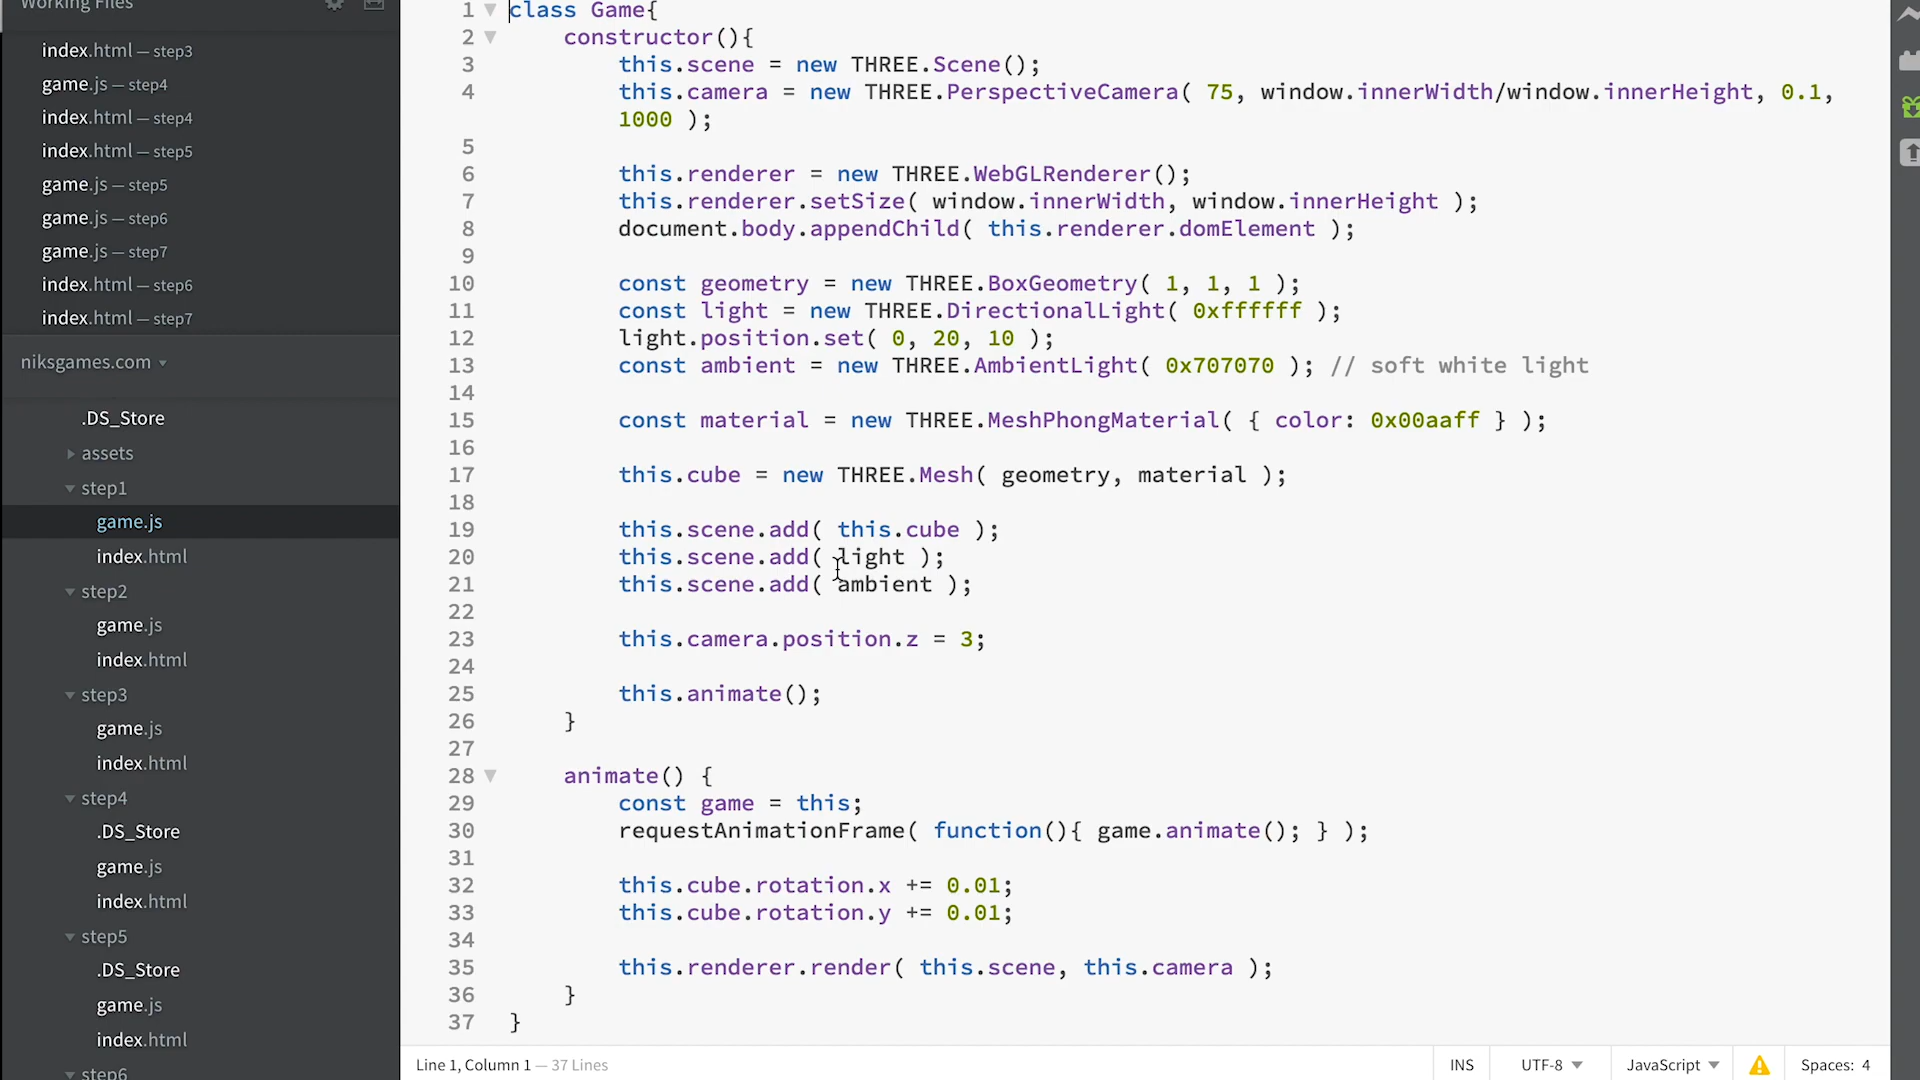 Working Files
index.html — step3
game.js — step4
index.html — step4
index.html — step5
game.js — step5
game.js — step6
game.js — step7
index.html — step6
index.html — step7
niksgames.com
.DS_Store
assets
step1
game.js
index.html
step2
game.js
index.html
step3
game.js
index.html
step4
.DS_Store
game.js
index.html
step5
.DS_Store
game.js
index.html
step6
1 class Game{
2 constructor(){
3 this.scene = new THREE.Scene();
4 this.camera = new THREE.PerspectiveCamera( 75, window.innerWidth/window.innerHeight, 0.1,
1000 );
5
6 this.renderer = new THREE.WebGLRenderer();
7 this.renderer.setSize( window.innerWidth, window.innerHeight );
8 document.body.appendChild( this.renderer.domElement );
9
10 const geometry = new THREE.BoxGeometry( 1, 1, 1 );
11 const light = new THREE.DirectionalLight( 0xffffff );
12 light.position.set( 0, 20, 10 );
13 const ambient = new THREE.AmbientLight( 0x707070 ); // soft white light
14
15 const material = new THREE.MeshPhongMaterial( { color: 0x00aaff } );
16
17 this.cube = new THREE.Mesh( geometry, material );
18
19 this.scene.add( this.cube );
20 this.scene.add( light );
21 this.scene.add( ambient );
22
23 this.camera.position.z = 3;
24
25 this.animate();
26 }
27
28 animate() {
29 const game = this;
30 requestAnimationFrame( function(){ game.animate(); } );
31
32 this.cube.rotation.x += 0.01;
33 this.cube.rotation.y += 0.01;
34
35 this.renderer.render( this.scene, this.camera );
36 }
37 }
Line 1, Column 1 — 37 Lines
INS
UTF-8
JavaScript
Spaces: 4